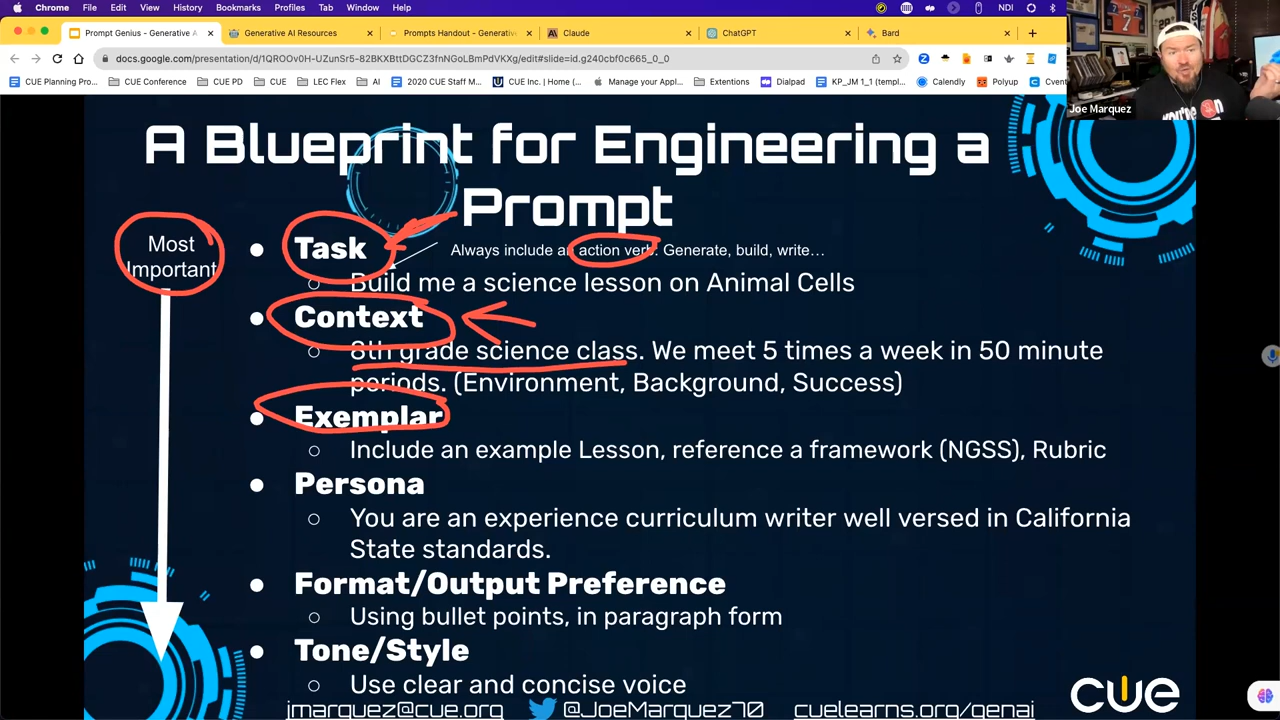 Chrome File Edit View History Bookmarks Profiles Tab Window Help NDI
Prompt Genius - Generative A Generative AI Resources Prompts Handout - Generative Claude ChatGPT Bard
docs.google.com/presentation/d/1QROOv0H-UZunSr5-82BKXBttDCZ3fnNGoLBmPdVKXg/edit#slide=id.g240cbf0c665_0_0
CUE Planning Pro... CUE Conference CUE PD CUE LEC Flex AI 2020 CUE Staff M... CUE Inc. | Home (... Manage your Appl... Extentions Dialpad KP_JM 1_1 (templ... Calendly Polyup Cvent
Joe Marquez
A Blueprint for Engineering a
Prompt
Most
Important
Task
Always include an action verb: Generate, build, write...
Build me a science lesson on Animal Cells
Context
8th grade science class. We meet 5 times a week in 50 minute
periods. (Environment, Background, Success)
Exemplar
Include an example Lesson, reference a framework (NGSS), Rubric
Persona
You are an experience curriculum writer well versed in California
State standards.
Format/Output Preference
Using bullet points, in paragraph form
Tone/Style
Use clear and concise voice
jmarquez@cue.org @JoeMarquez70 cuelearns.org/genai
CUE